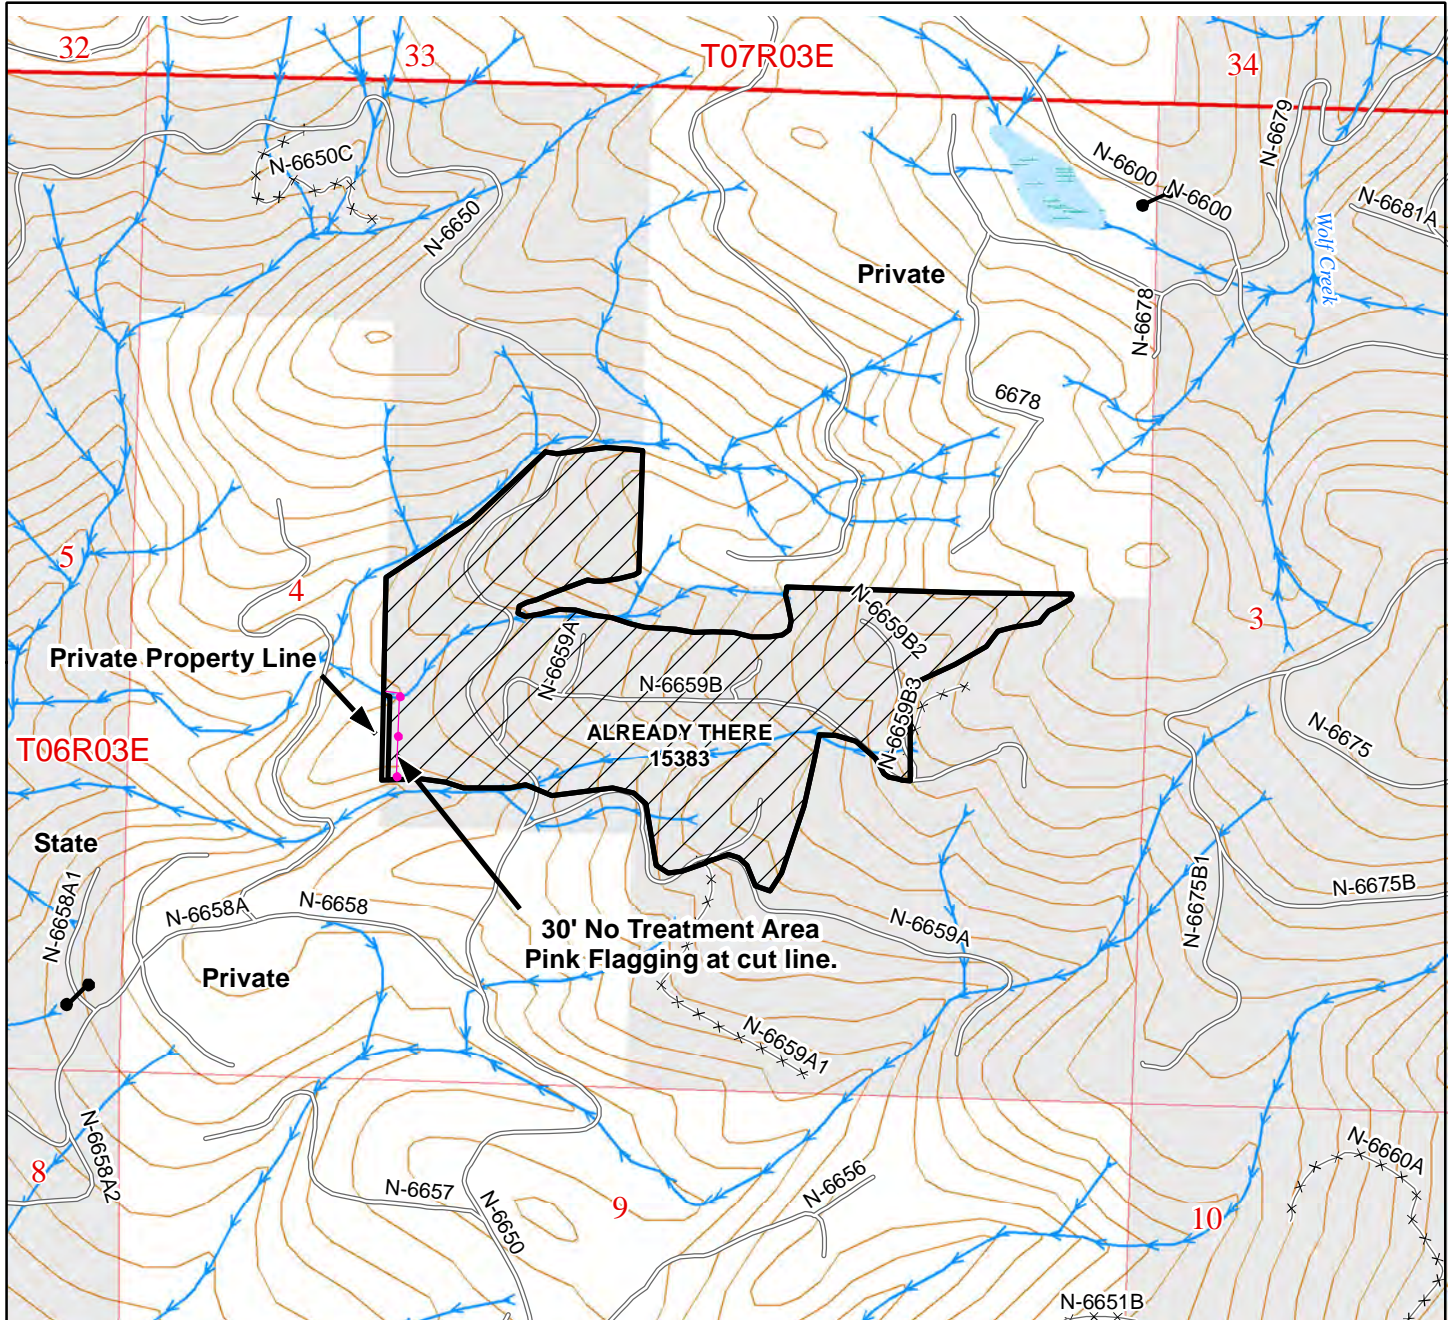 32
33
T07R03E
34
N-6679
N-6650C
N-6600
N-6600
N-6681A
N-6650
Wolf Creek
Private
N-6678
6678
5
4
3
N-6659B2
N-6659A
Private Property Line
N-6659B
N-6659B3
ALREADY THERE
15383
N-6675
T06R03E
State
N-6658A1
N-6658A
N-6658
N-6675B1
N-6675B
N-6659A
30' No Treatment Area
Pink Flagging at cut line.
Private
N-6659A1
N-6658A2
N-6660A
8
N-6657
N-6650
N-6656
9
10
N-6651B